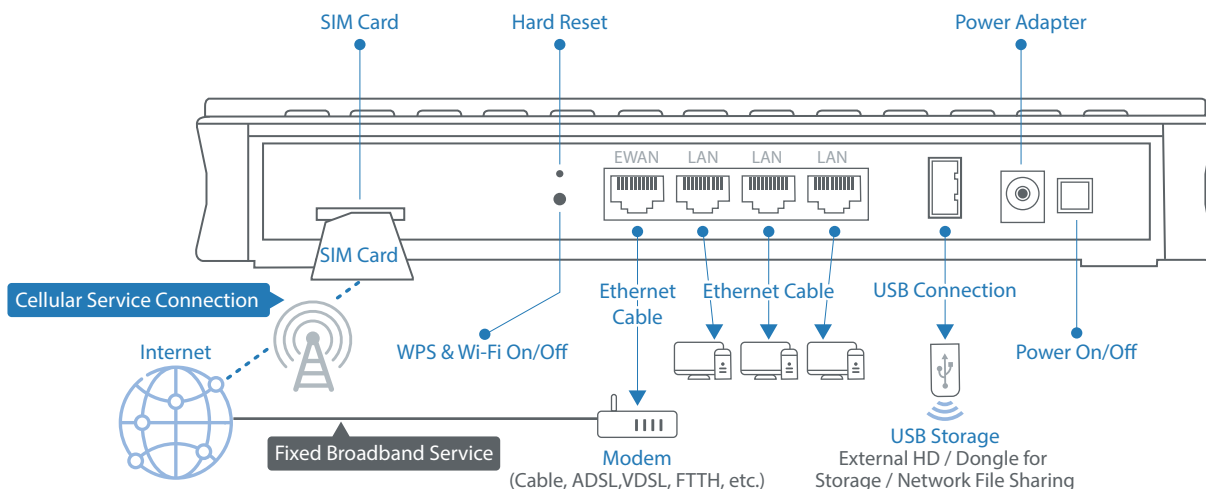 SIM Card
Hard Reset
Power Adapter
EWAN
LAN
LAN
LAN
SIM Card
Cellular Service Connection
Ethernet
Cable
Ethernet Cable
USB Connection
Internet
WPS & Wi-Fi On/Off
Power On/Off
Fixed Broadband Service
Modem
(Cable, ADSL,VDSL, FTTH, etc.)
USB Storage
External HD / Dongle for
Storage / Network File Sharing